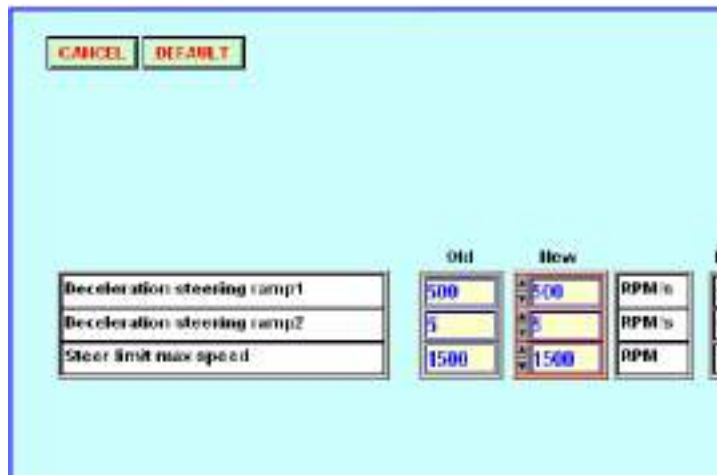 CANCEL DEFAULT
Old New
Deceleration steering ramp1 500 500 RPM/s
Deceleration steering ramp2 5 5 RPM/s
Steer limit max speed 1500 1500 RPM